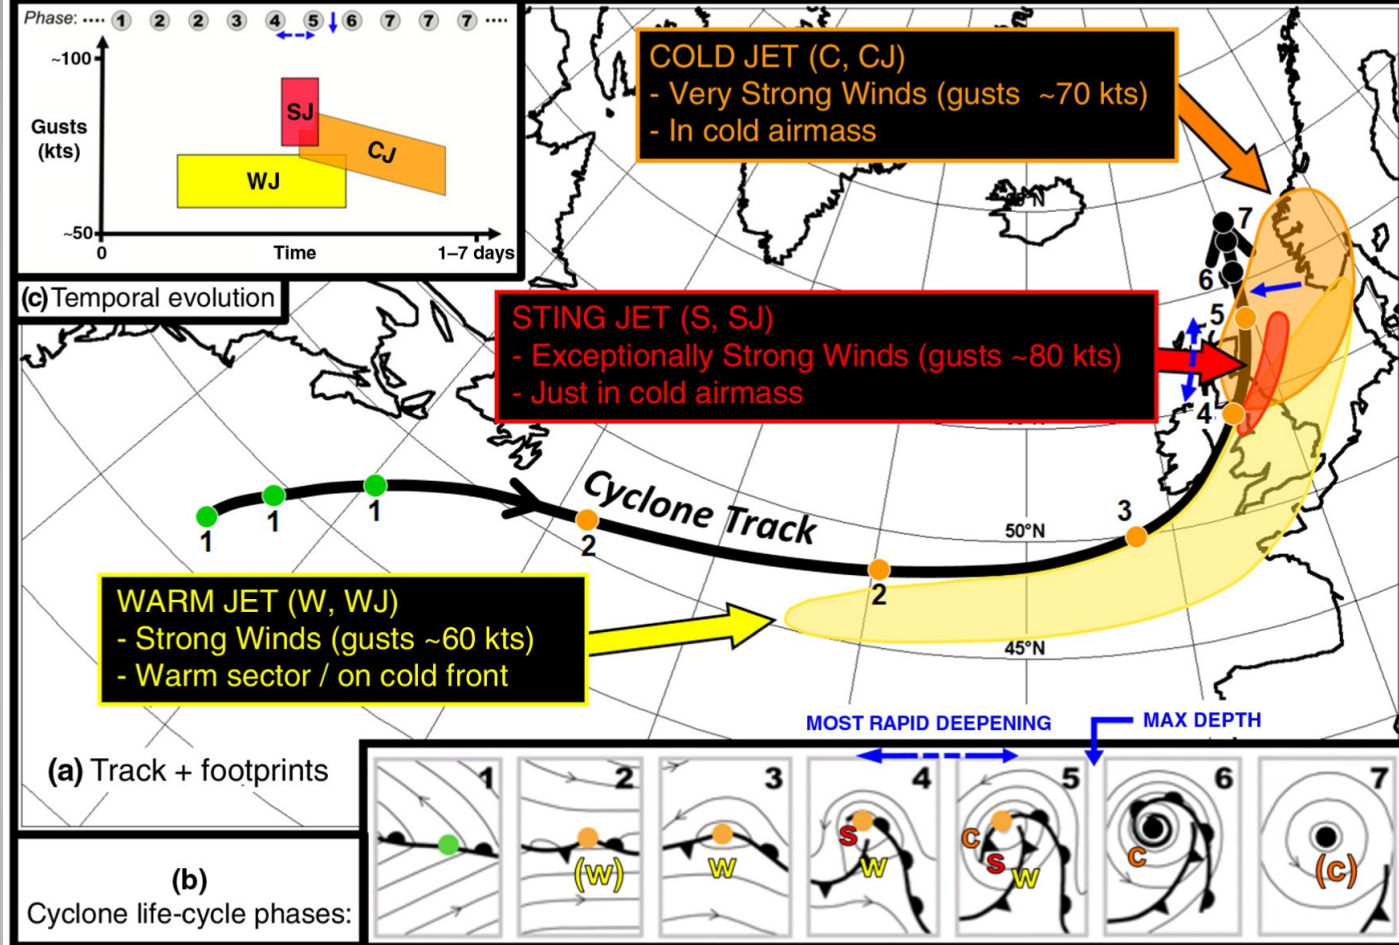 Phase: ···· 1 2 2 3 4 5 6 7 7 7 ····
~100
Gusts
(kts)
~50
SJ
CJ
WJ
0
Time
1–7 days
(c) Temporal evolution
COLD JET (C, CJ)
- Very Strong Winds (gusts ~70 kts)
- In cold airmass
STING JET (S, SJ)
- Exceptionally Strong Winds (gusts ~80 kts)
- Just in cold airmass
7
6
5
4
3
Cyclone Track
1
1
1
2
2
50°N
45°N
WARM JET (W, WJ)
- Strong Winds (gusts ~60 kts)
- Warm sector / on cold front
MOST RAPID DEEPENING
MAX DEPTH
(a) Track + footprints
(b)
Cyclone life-cycle phases:
1
2
(w)
3
w
4
s
w
5
c
s
w
6
c
7
(c)